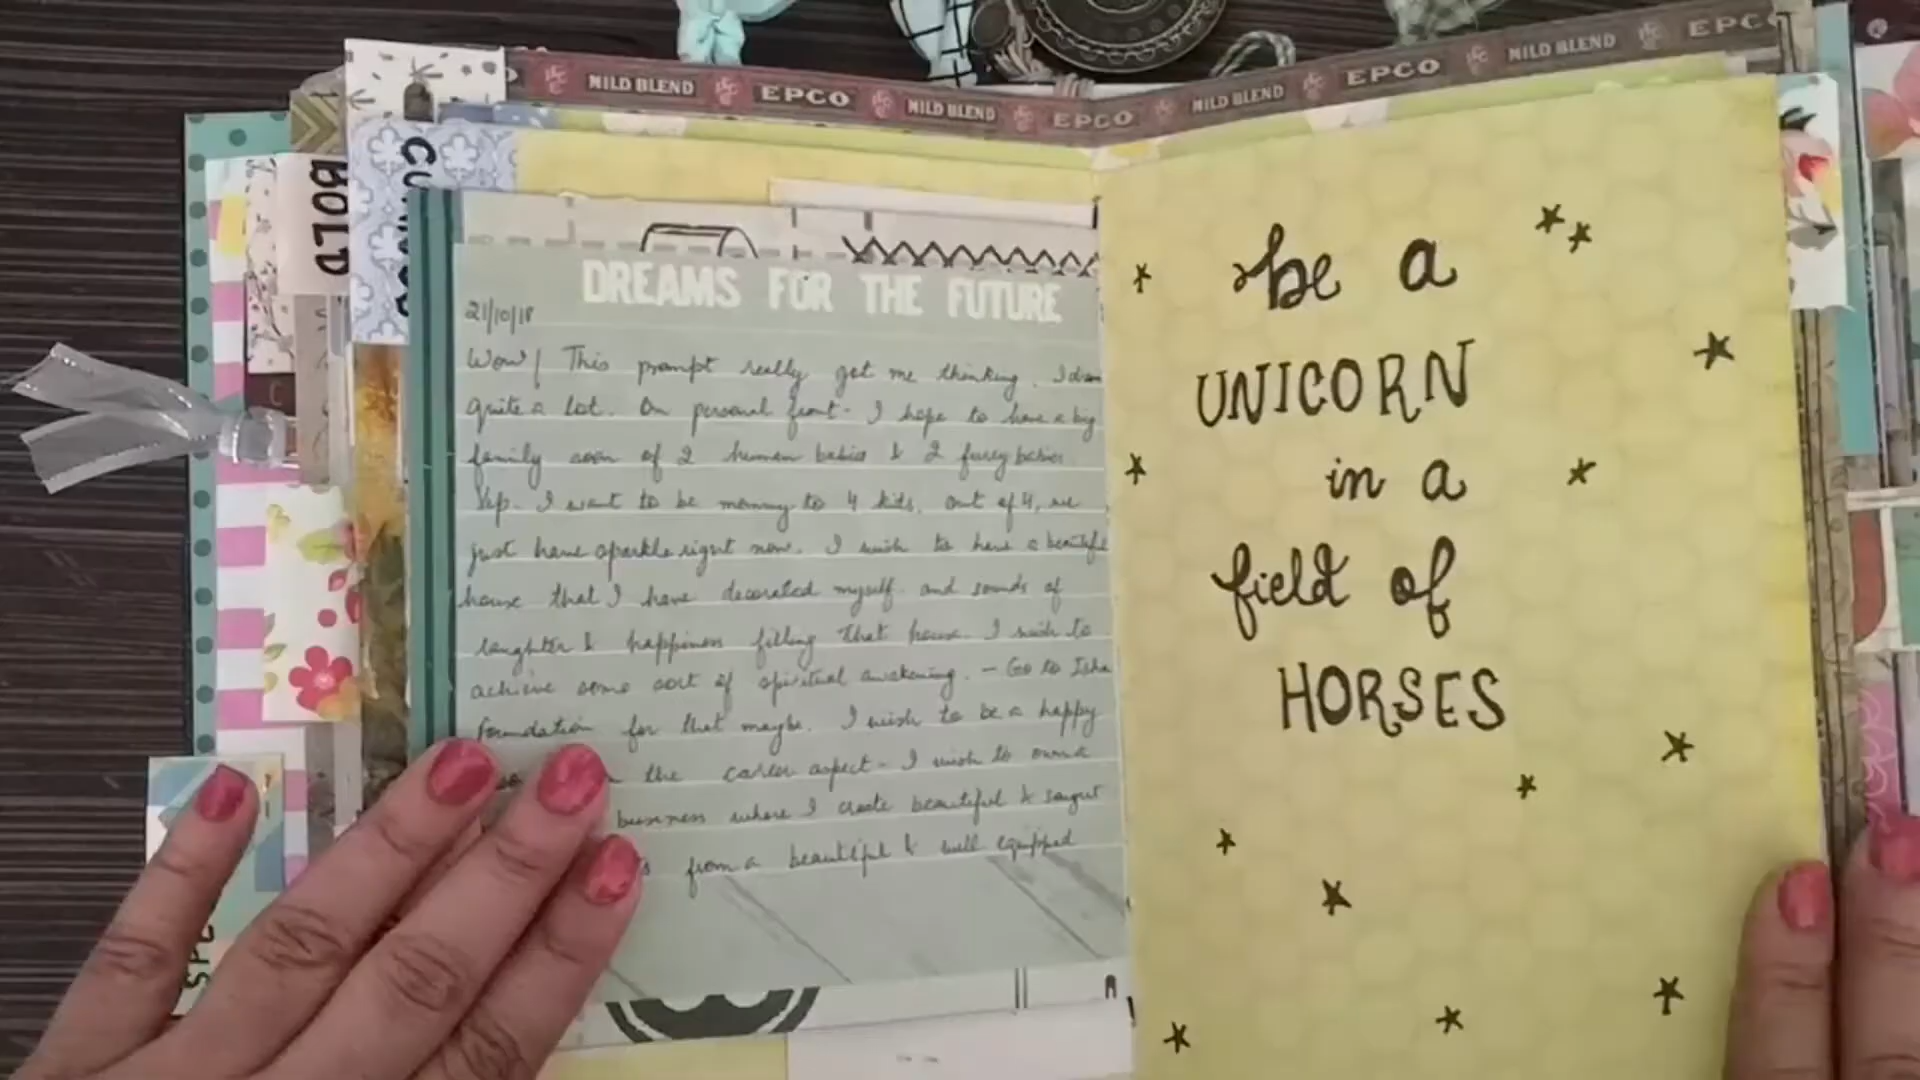 MILD BLEND EPCO MILD BLEND EPCO MILD BLEND EPCO MILD BLEND EPC
BOLD
DREAMS FOR THE FUTURE
21/10/18
Wow! This prompt really got me thinking. I
quite a lot. On personal front - I hope to have a big
family soon of 2 human babies & 2 furry babies
Yep. I want to be mommy to 4 kids. out of 4, we
just have sparkle right now. I wish to have a beautiful
house that I have decorated myself. and sounds of
laughter & happiness filling that house. I wish to
achieve some sort of spiritual awakening. - Go to Isha
Foundation for that maybe. I wish to be a happy
the career aspect - I wish to own a
business where I create beautiful &
from a beautiful & well equipped
be a
UNICORN
in a
field of
HORSES
SPE